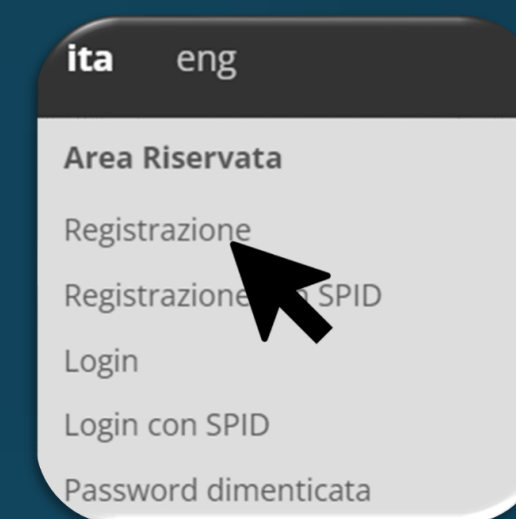 ita eng
Area Riservata
Registrazione
Registrazione SPID
Login
Login con SPID
Password dimenticata